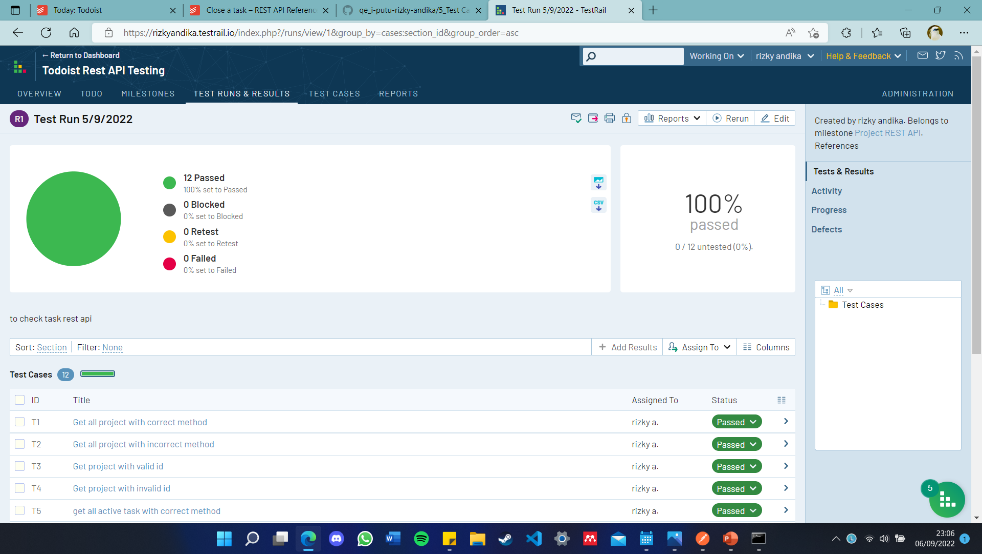 Today: Todoist
Close a task – REST API Referen
qe_i-putu-rizky-andika/5_Test Ca
Test Run 5/9/2022 - TestRail
https://rizkyandika.testrail.io/index.php?/runs/view/1&group_by=cases:section_id&group_order=asc
← Return to Dashboard
Todoist Rest API Testing
Working On
rizky andika
Help & Feedback
OVERVIEW TODO MILESTONES TEST RUNS & RESULTS TEST CASES REPORTS
ADMINISTRATION
R1 Test Run 5/9/2022
Reports Rerun Edit
12 Passed
100% set to Passed
0 Blocked
0% set to Blocked
0 Retest
0% set to Retest
0 Failed
0% set to Failed
CSV
100%
passed
0 / 12 untested (0%).
Created by rizky andika. Belongs to
milestone Project REST API.
References
Tests & Results
Activity
Progress
Defects
All
Test Cases
to check task rest api
Sort: Section Filter: None
Add Results Assign To Columns
Test Cases 12
ID Title Assigned To Status
T1 Get all project with correct method rizky a. Passed
T2 Get all project with incorrect method rizky a. Passed
T3 Get project with valid id rizky a. Passed
T4 Get project with invalid id rizky a. Passed
T5 get all active task with correct method rizky a. Passed
5
23:06
06/09/2022
1